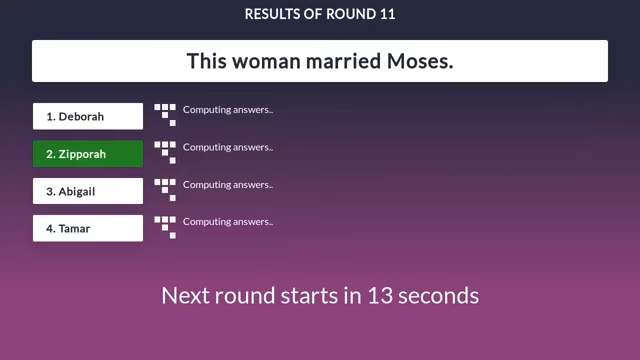 RESULTS OF ROUND 11
This woman married Moses.
1. Deborah
Computing answers..
2. Zipporah
Computing answers..
3. Abigail
Computing answers..
4. Tamar
Computing answers..
Next round starts in 13 seconds